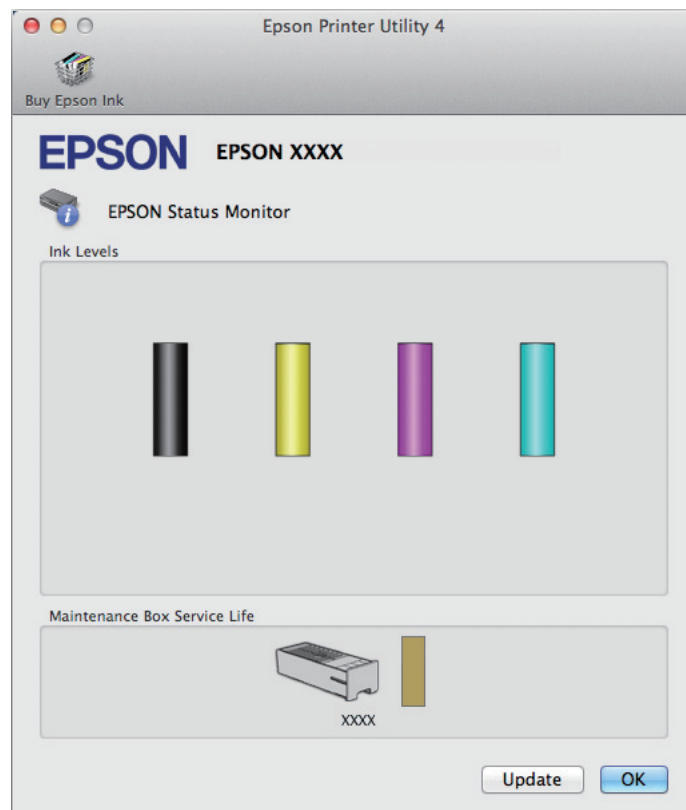 Epson Printer Utility 4
Buy Epson Ink
EPSON EPSON XXXX
EPSON Status Monitor
Ink Levels
Maintenance Box Service Life
XXXX
Update OK